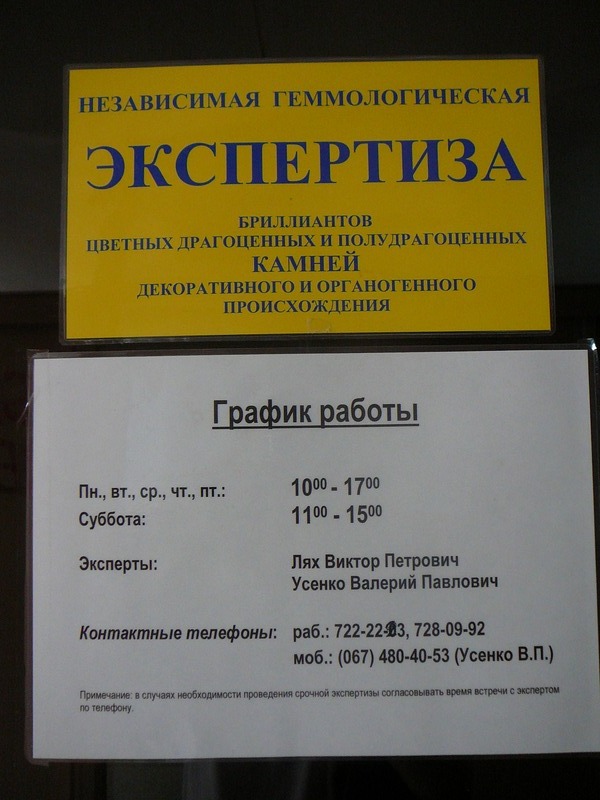 НЕЗАВИСИМАЯ ГЕММОЛОГИЧЕСКАЯ
ЭКСПЕРТИЗА
БРИЛЛИАНТОВ
ЦВЕТНЫХ ДРАГОЦЕННЫХ И ПОЛУДРАГОЦЕННЫХ
КАМНЕЙ
ДЕКОРАТИВНОГО И ОРГАНОГЕННОГО
ПРОИСХОЖДЕНИЯ
График работы
Пн., вт., ср., чт., пт.: 10⁰⁰ - 17⁰⁰
Суббота: 11⁰⁰ - 15⁰⁰
Эксперты: Лях Виктор Петрович
Усенко Валерий Павлович
Контактные телефоны: раб.: 728-09-92
моб.: (067) 480-40-53 (Усенко В.П.)
Примечание: в случаях необходимости проведения срочной экспертизы согласовывать время встречи с экспертом
по телефону.